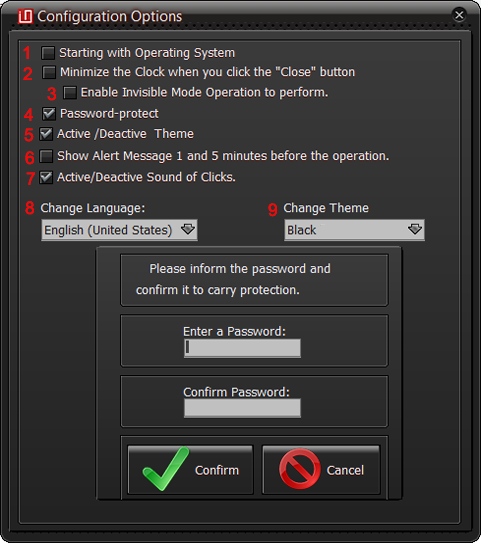 Configuration Options
1 Starting with Operating System
2 Minimize the Clock when you click the "Close" button
3 Enable Invisible Mode Operation to perform.
4 Password-protect
5 Active /Deactive Theme
6 Show Alert Message 1 and 5 minutes before the operation.
7 Active/Deactive Sound of Clicks.
8 Change Language: 9 Change Theme
English (United States) Black
Please inform the password and
confirm it to carry protection.
Enter a Password:
Confirm Password:
Confirm Cancel